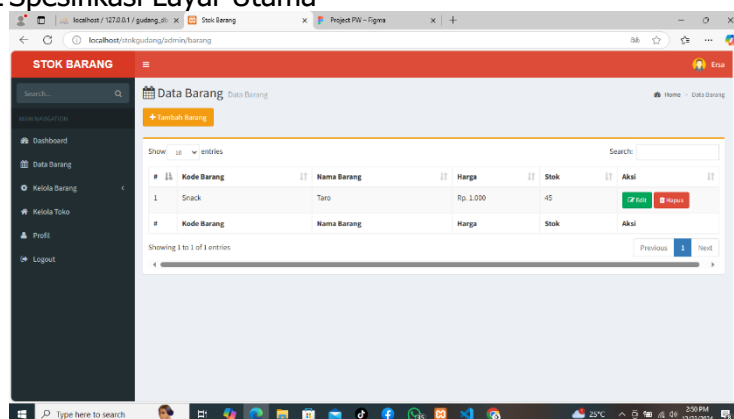 Spesifikasi Layar Utama
localhost / 127.0.0.1 / gudang_db
Stok Barang
Project PW – Figma
localhost/stokgudang/admin/barang
STOK BARANG
Ersa
Search...
Data Barang Data Barang
Home > Data Barang
MAIN NAVIGATION
+ Tambah Barang
Dashboard
Data Barang
Kelola Barang
Kelola Toko
Profil
Logout
Show 10 entries
Search:
# Kode Barang Nama Barang Harga Stok Aksi
1 Snack Taro Rp. 1.000 45 Edit Hapus
# Kode Barang Nama Barang Harga Stok Aksi
Showing 1 to 1 of 1 entries
Previous 1 Next
Type here to search
25°C
2:50 PM